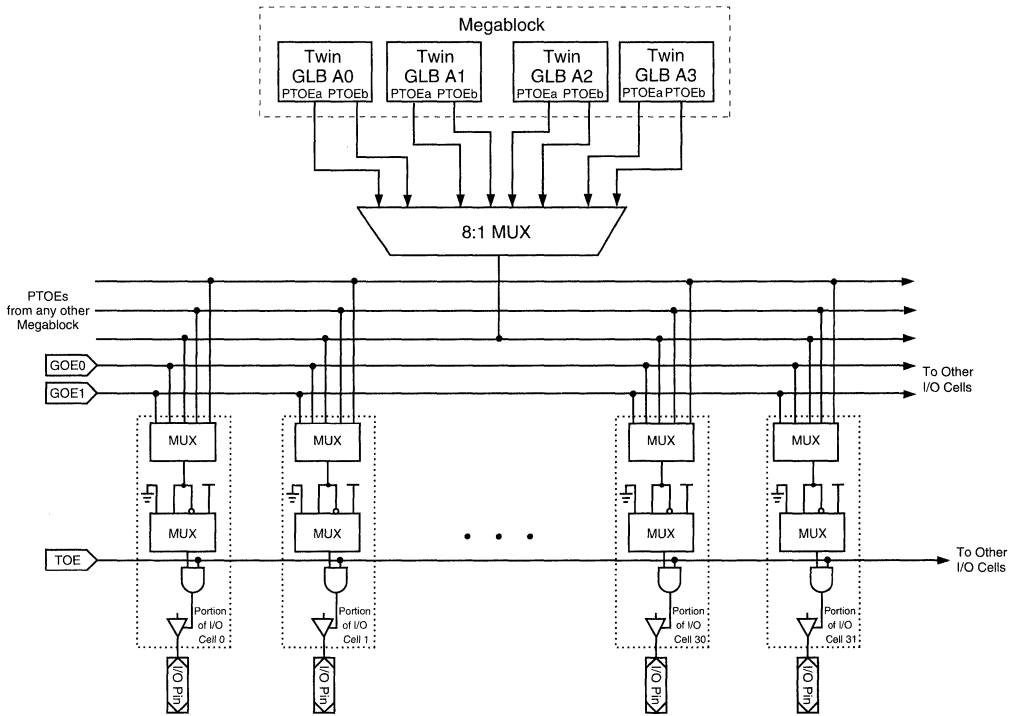 Megablock
Twin
GLB A0
PTOEa PTOEb
Twin
GLB A1
PTOEa PTOEb
Twin
GLB A2
PTOEa PTOEb
Twin
GLB A3
PTOEa PTOEb
8:1 MUX
PTOEs
from any other
Megablock
GOE0
GOE1
To Other
I/O Cells
MUX
MUX
MUX
MUX
MUX
MUX
MUX
MUX
TOE
To Other
I/O Cells
Portion
of I/O
Cell 0
Portion
of I/O
Cell 1
Portion
of I/O
Cell 30
Portion
of I/O
Cell 31
I/O Pin
I/O Pin
I/O Pin
I/O Pin